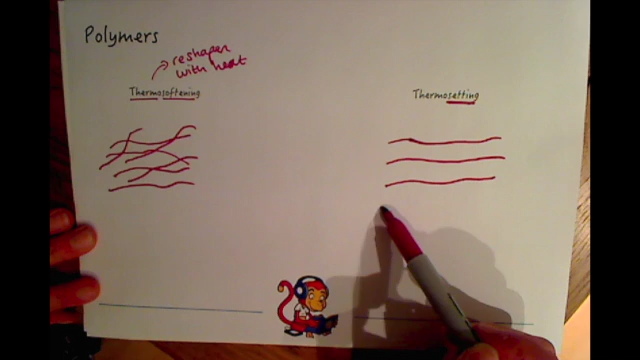 Polymers
reshapen
with heat
Thermosoftening
Thermosetting